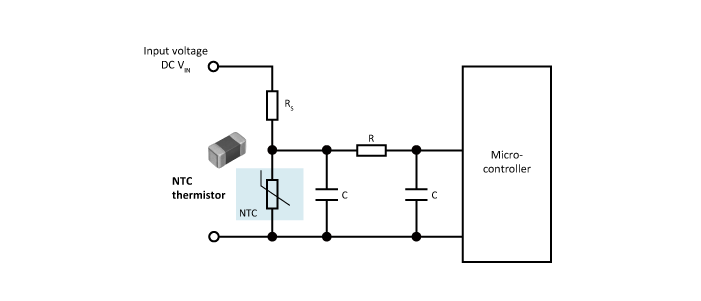 Input voltage
DC VIN
RS
R
Micro-
controller
NTC
thermistor
NTC
C
C